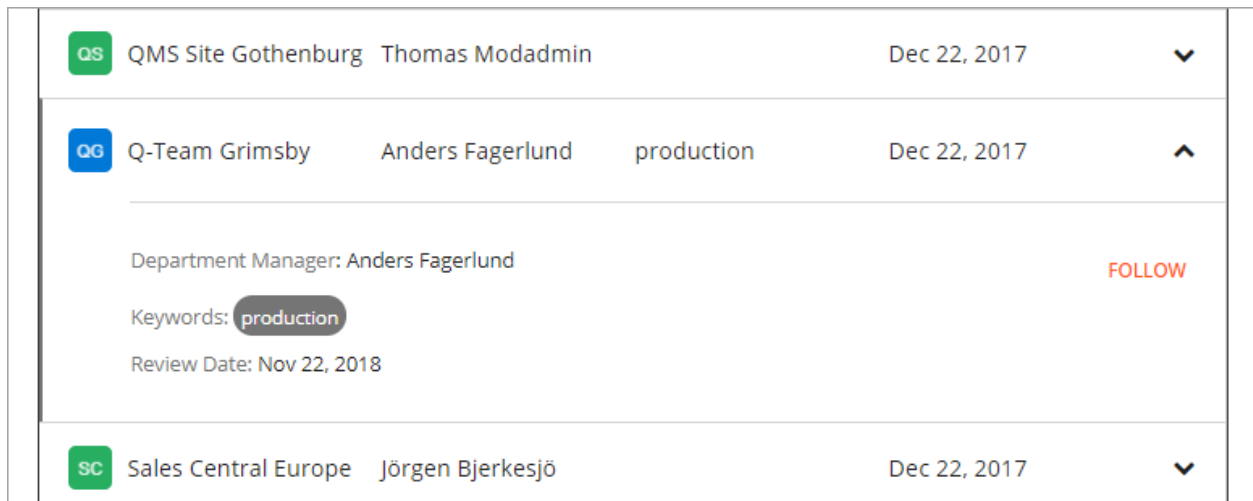 QS QMS Site Gothenburg Thomas Modadmin Dec 22, 2017
QG Q-Team Grimsby Anders Fagerlund production Dec 22, 2017
Department Manager: Anders Fagerlund
FOLLOW
Keywords: production
Review Date: Nov 22, 2018
SC Sales Central Europe Jörgen Bjerkesjö Dec 22, 2017